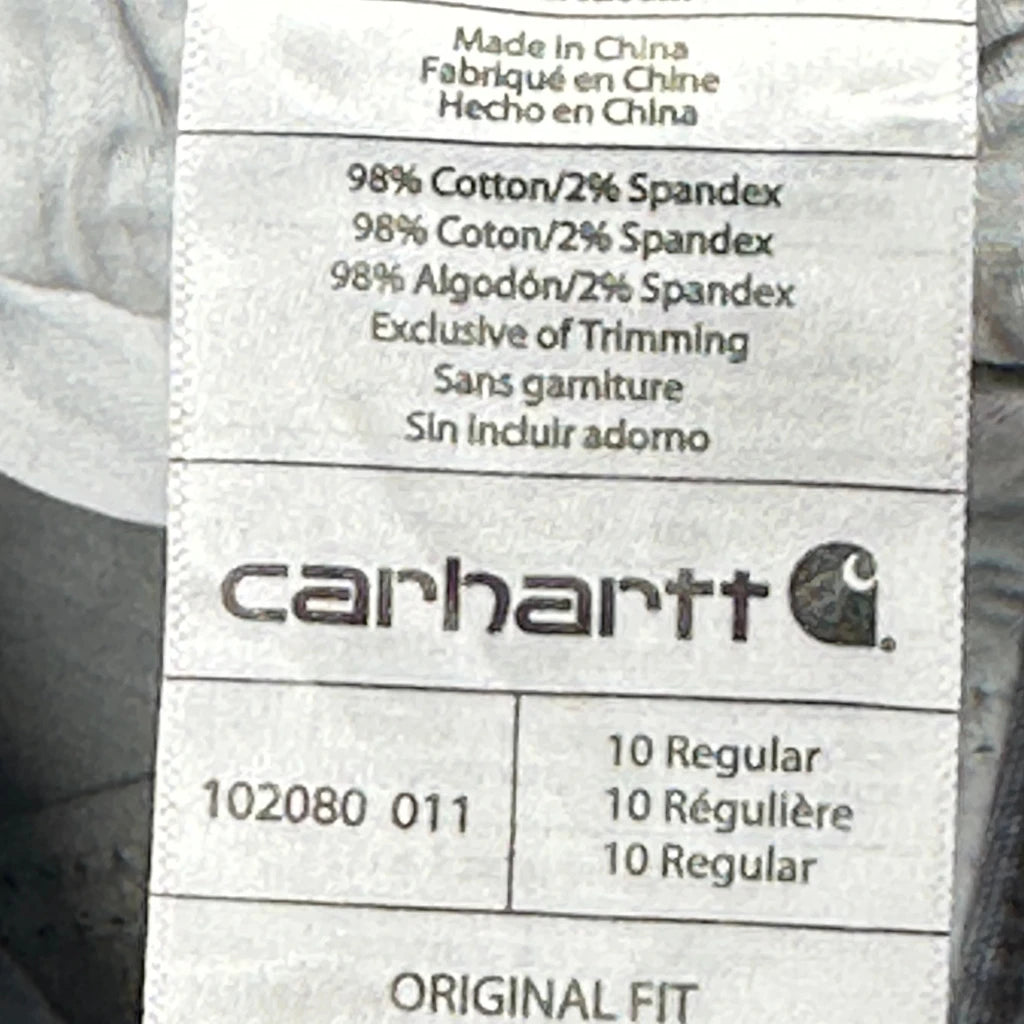 Made in China
Fabriqué en Chine
Hecho en China
98% Cotton/2% Spandex
98% Coton/2% Spandex
98% Algodón/2% Spandex
Exclusive of Trimming
Sans garniture
Sin incluir adorno
carhartt
102080 011
10 Regular
10 Régulière
10 Regular
ORIGINAL FIT